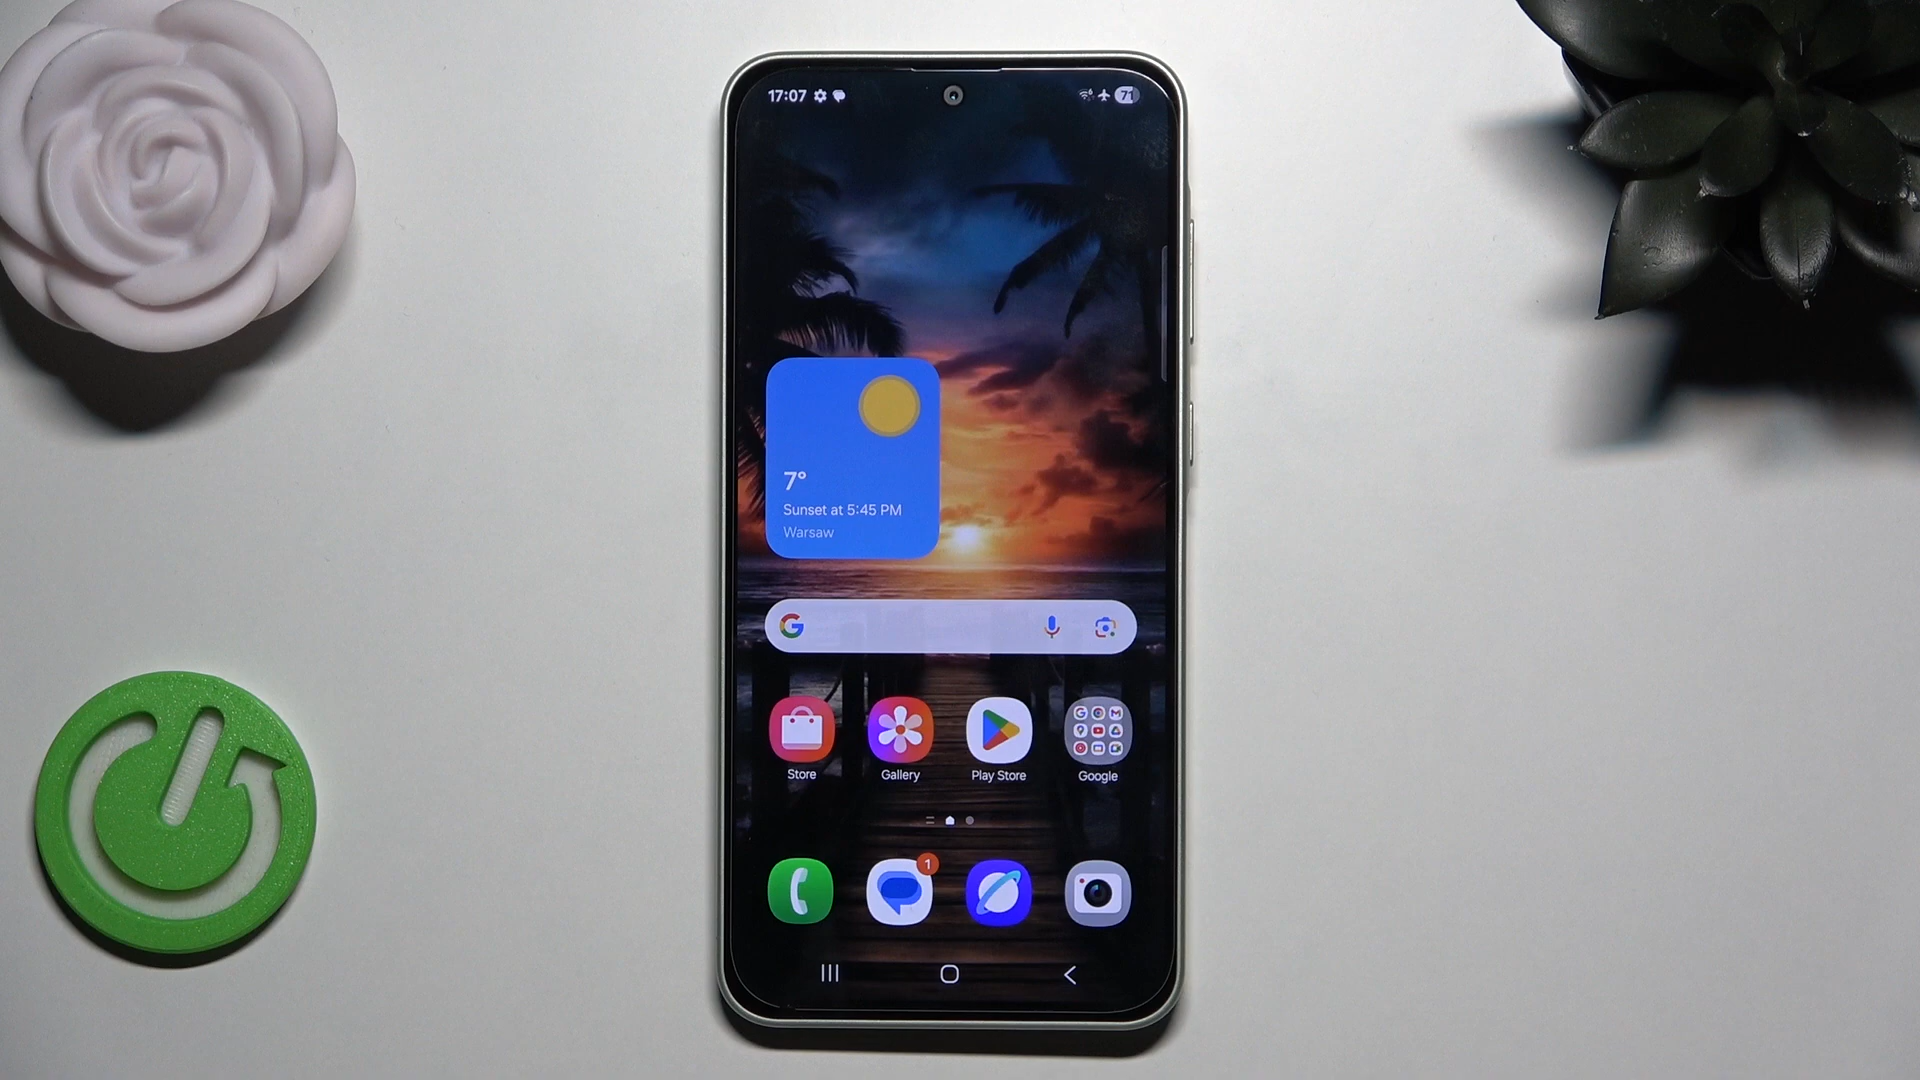 17:07
71
7°
Sunset at 5:45 PM
Warsaw
Store
Gallery
Play Store
Google
1